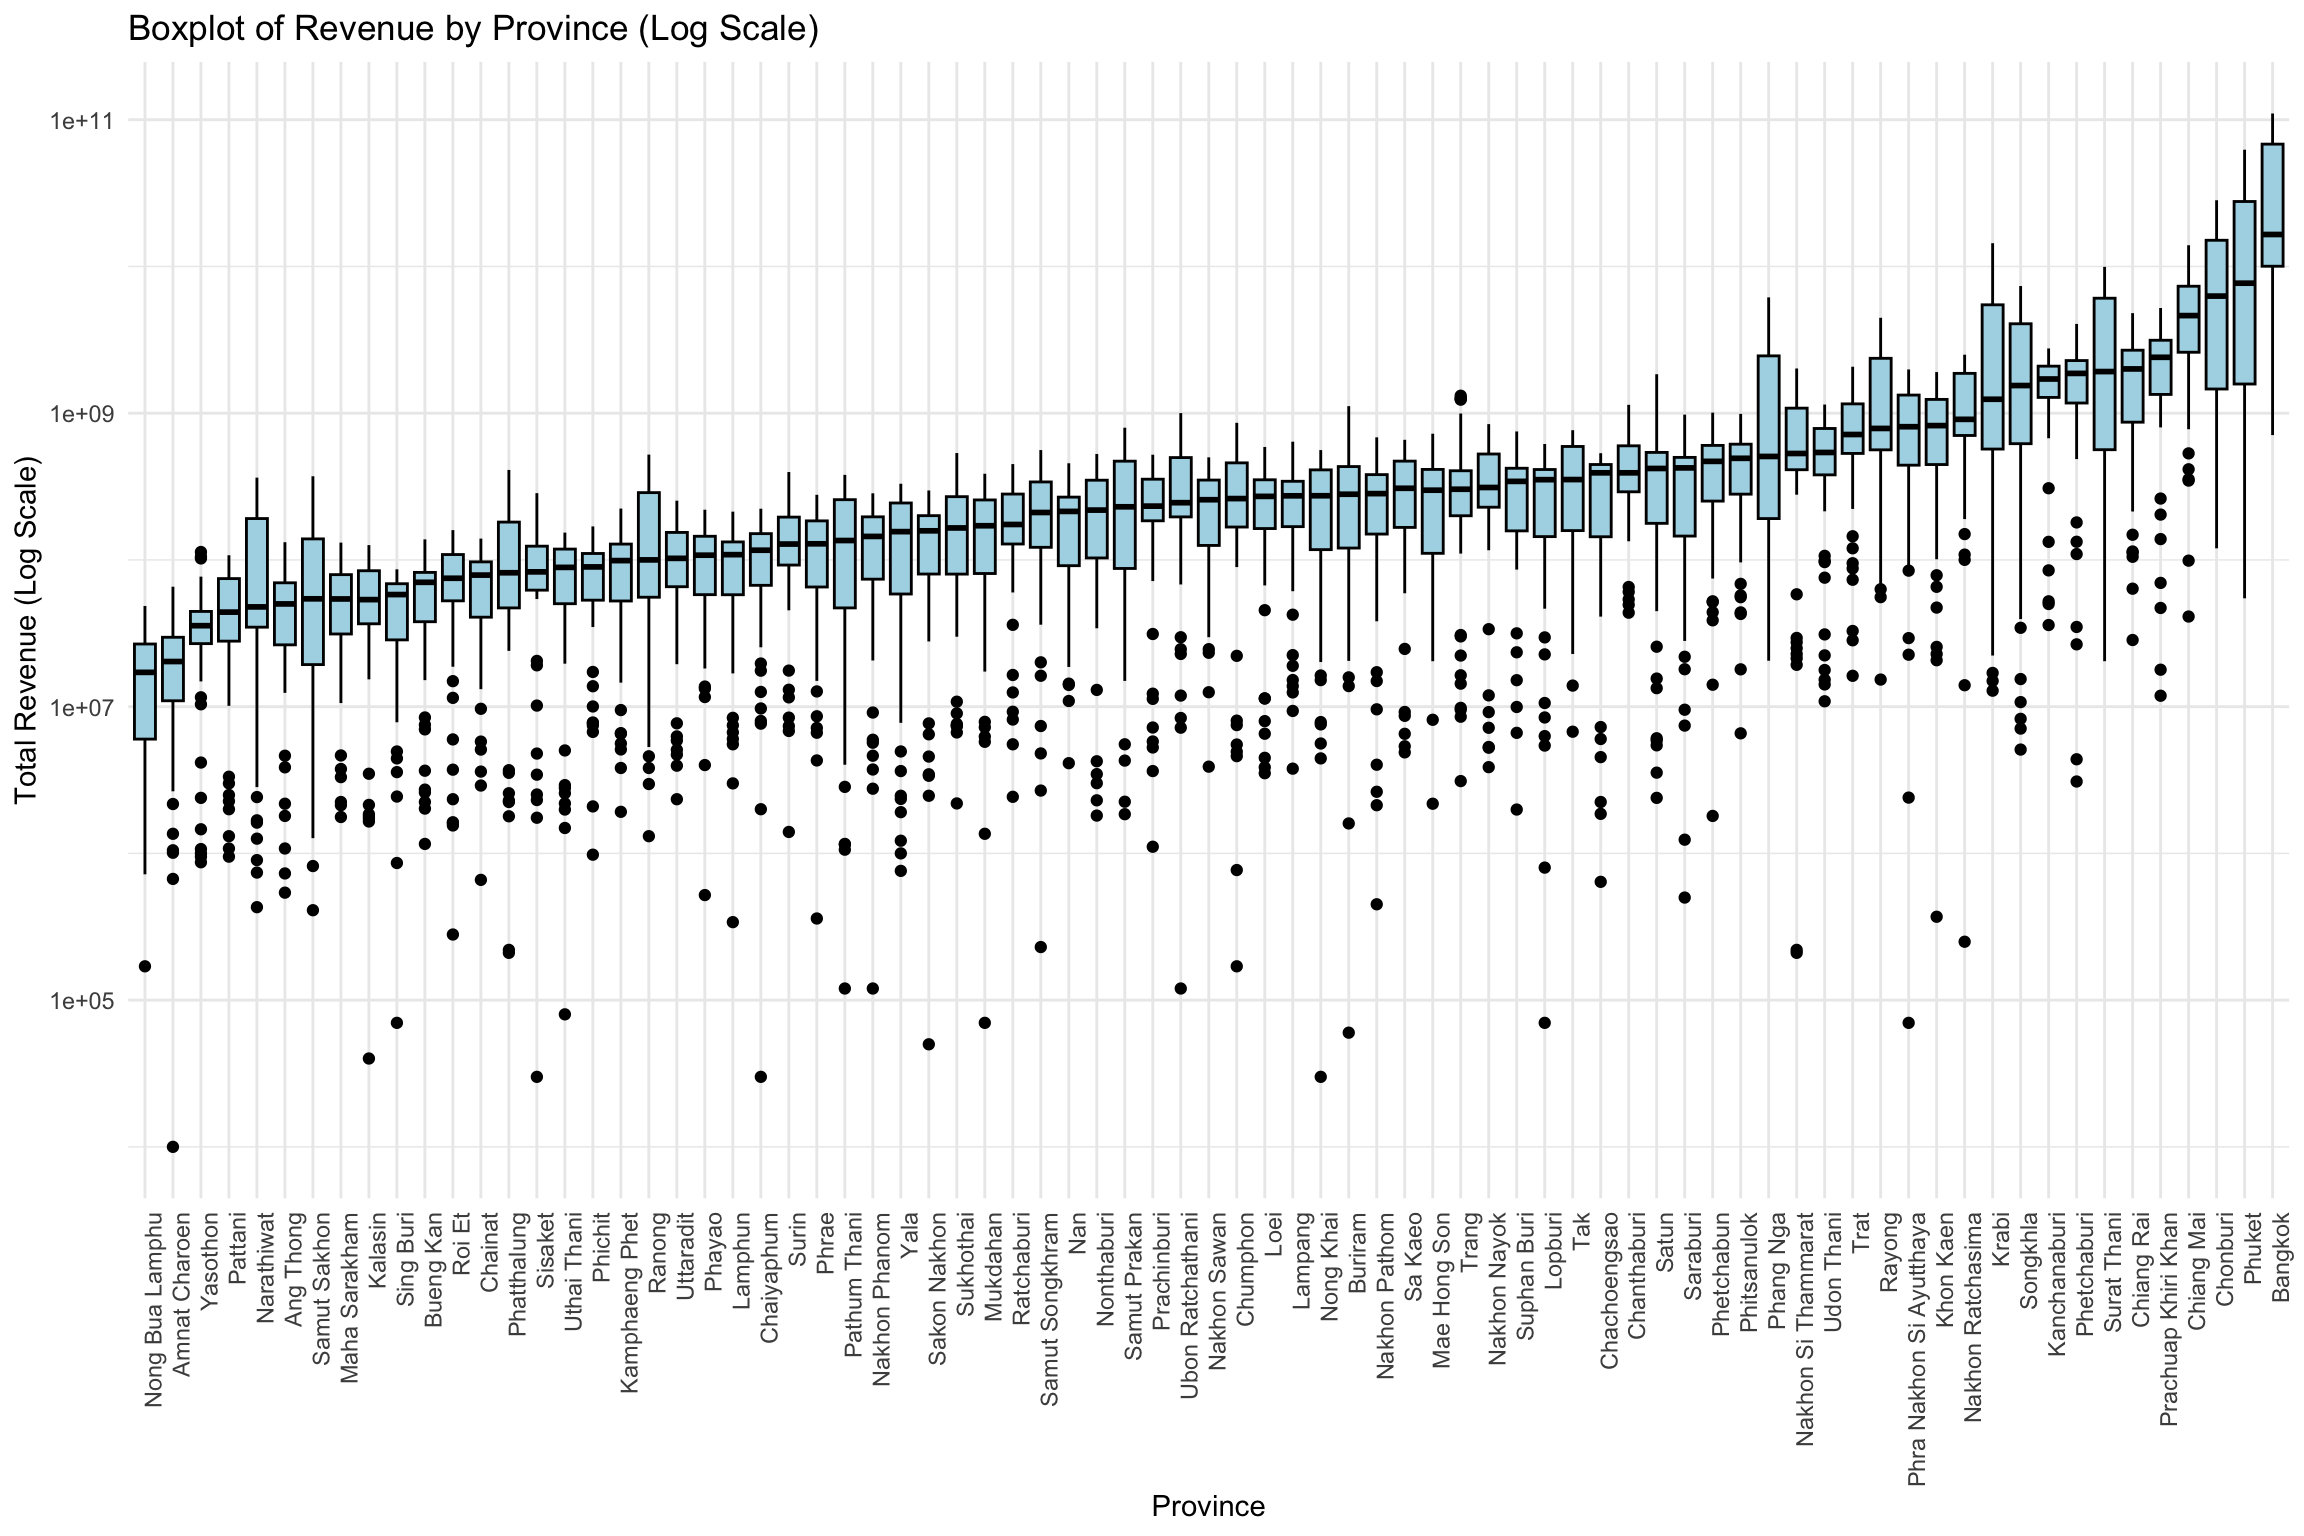 Boxplot of Revenue by Province (Log Scale)
Total Revenue (Log Scale)
1e+11
1e+09
1e+07
1e+05
Nong Bua Lamphu
Amnat Charoen
Yasothon
Pattani
Narathiwat
Ang Thong
Samut Sakhon
Maha Sarakham
Kalasin
Sing Buri
Bueng Kan
Roi Et
Chainat
Phatthalung
Sisaket
Uthai Thani
Phichit
Kamphaeng Phet
Ranong
Uttaradit
Phayao
Lamphun
Chaiyaphum
Surin
Phrae
Pathum Thani
Nakhon Phanom
Yala
Sakon Nakhon
Sukhothai
Mukdahan
Ratchaburi
Samut Songkhram
Nan
Nonthaburi
Samut Prakan
Prachinburi
Ubon Ratchathani
Nakhon Sawan
Chumphon
Loei
Lampang
Nong Khai
Buriram
Nakhon Pathom
Sa Kaeo
Mae Hong Son
Trang
Nakhon Nayok
Suphan Buri
Lopburi
Tak
Chachoengsao
Chanthaburi
Satun
Saraburi
Phetchabun
Phitsanulok
Phang Nga
Nakhon Si Thammarat
Udon Thani
Trat
Rayong
Phra Nakhon Si Ayutthaya
Khon Kaen
Nakhon Ratchasima
Krabi
Songkhla
Kanchanaburi
Phetchaburi
Surat Thani
Chiang Rai
Prachuap Khiri Khan
Chiang Mai
Chonburi
Phuket
Bangkok
Province